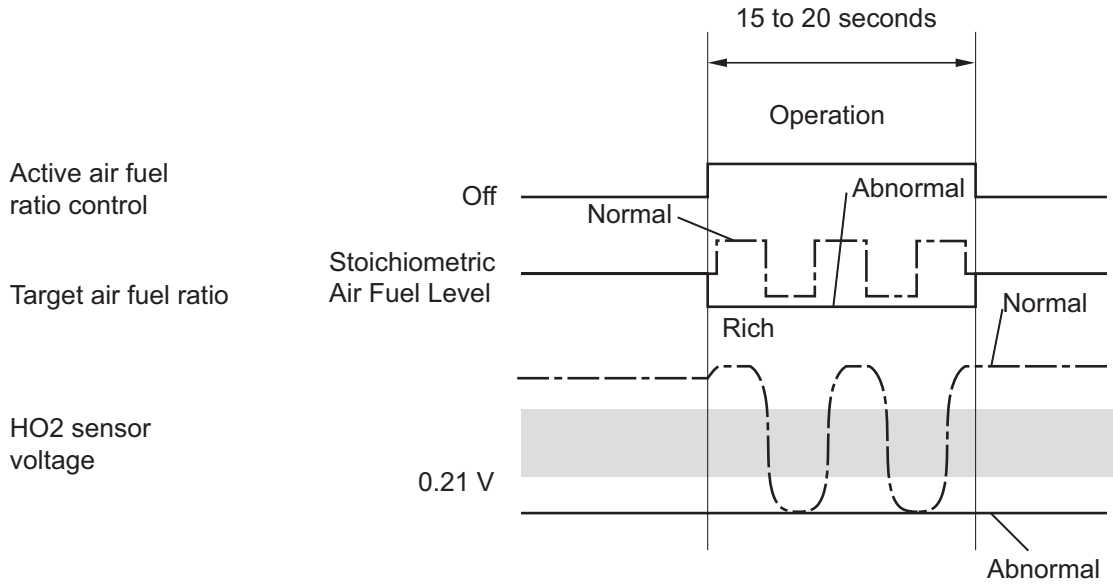 15 to 20 seconds
Operation
Active air fuel
ratio control
Off
Abnormal
Normal
Stoichiometric
Air Fuel Level
Target air fuel ratio
Normal
Rich
HO2 sensor
voltage
0.21 V
Abnormal